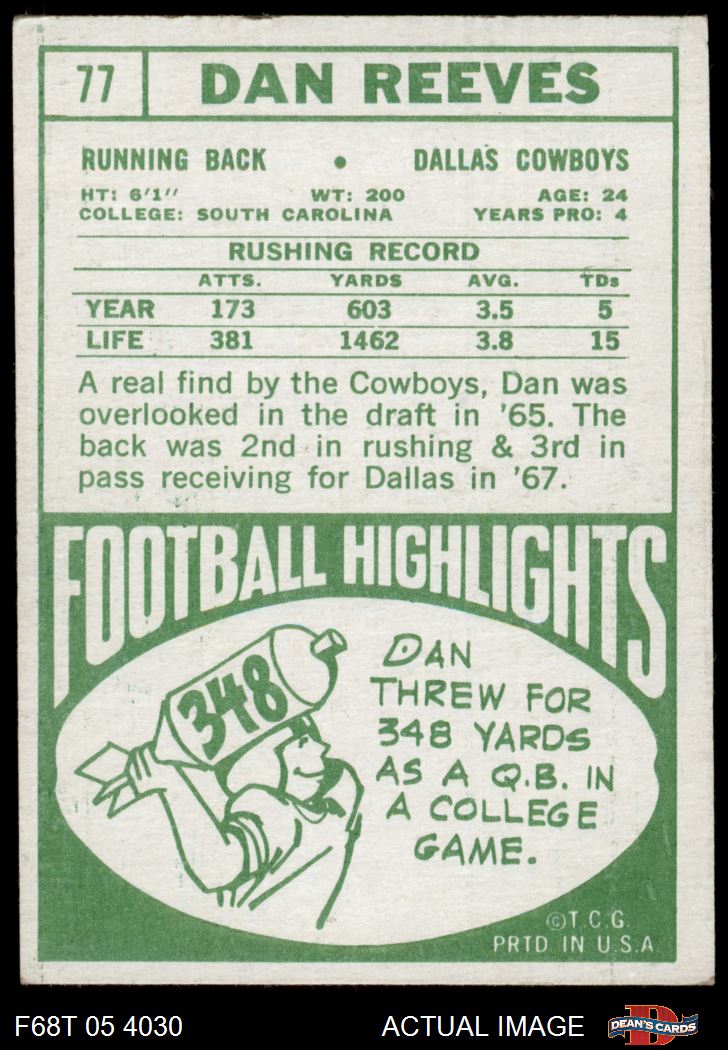 77 DAN REEVES
RUNNING BACK • DALLAS COWBOYS
HT: 6'1" WT: 200 AGE: 24
COLLEGE: SOUTH CAROLINA YEARS PRO: 4
RUSHING RECORD
ATTS. YARDS AVG. TDs
YEAR 173 603 3.5 5
LIFE 381 1462 3.8 15
A real find by the Cowboys, Dan was
overlooked in the draft in '65. The
back was 2nd in rushing & 3rd in
pass receiving for Dallas in '67.
FOOTBALL HIGHLIGHTS
348
DAN
THREW FOR
348 YARDS
AS A Q.B. IN
A COLLEGE
GAME.
©T.C.G.
PRTD IN U.S.A.
F68T 05 4030 ACTUAL IMAGE D DEAN'S CARDS